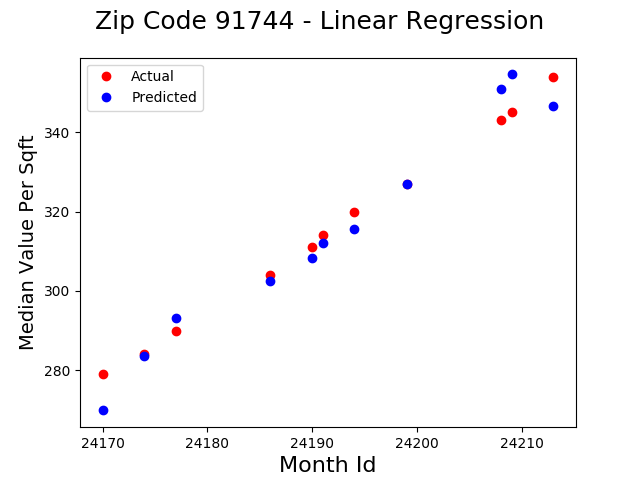 Zip Code 91744 - Linear Regression
Actual
Predicted
Median Value Per Sqft
340
320
300
280
24170
24180
24190
24200
24210
Month Id